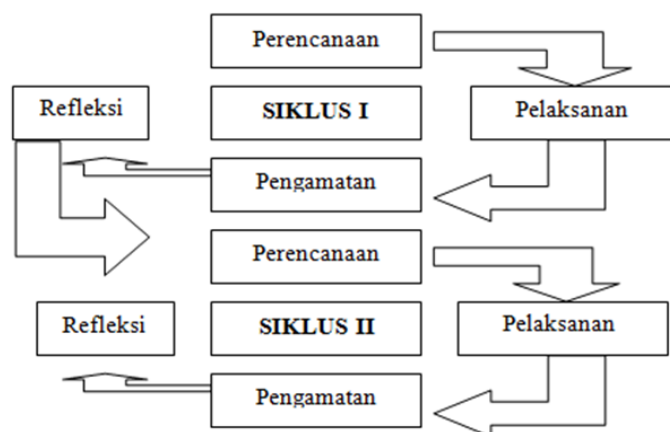 Perencanaan
Refleksi
SIKLUS I
Pelaksanan
Pengamatan
Perencanaan
Refleksi
SIKLUS II
Pelaksanan
Pengamatan